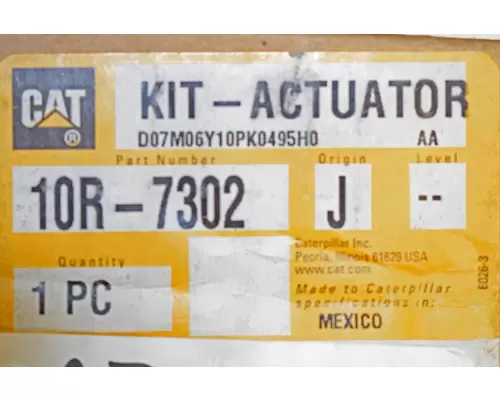 CAT®
KIT-ACTUATOR
D07M06Y10PK0495H0 AA
Part Number Origin Level
10R-7302 J --
Caterpillar Inc.
Peoria, Illinois 61629 USA
www.cat.com
Quantity
1 PC
Made to Caterpillar
specifications in:
MEXICO
E026-3